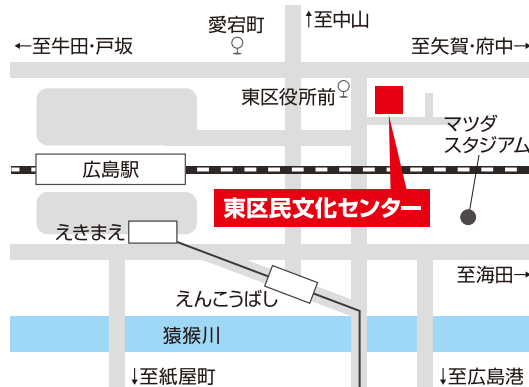 ↑至中山
愛宕町
←至牛田・戸坂
至矢賀・府中→
東区役所前
マツダ
スタジアム
広島駅
東区民文化センター
えきまえ
至海田→
えんこうばし
猿猴川
↓至紙屋町
↓至広島港